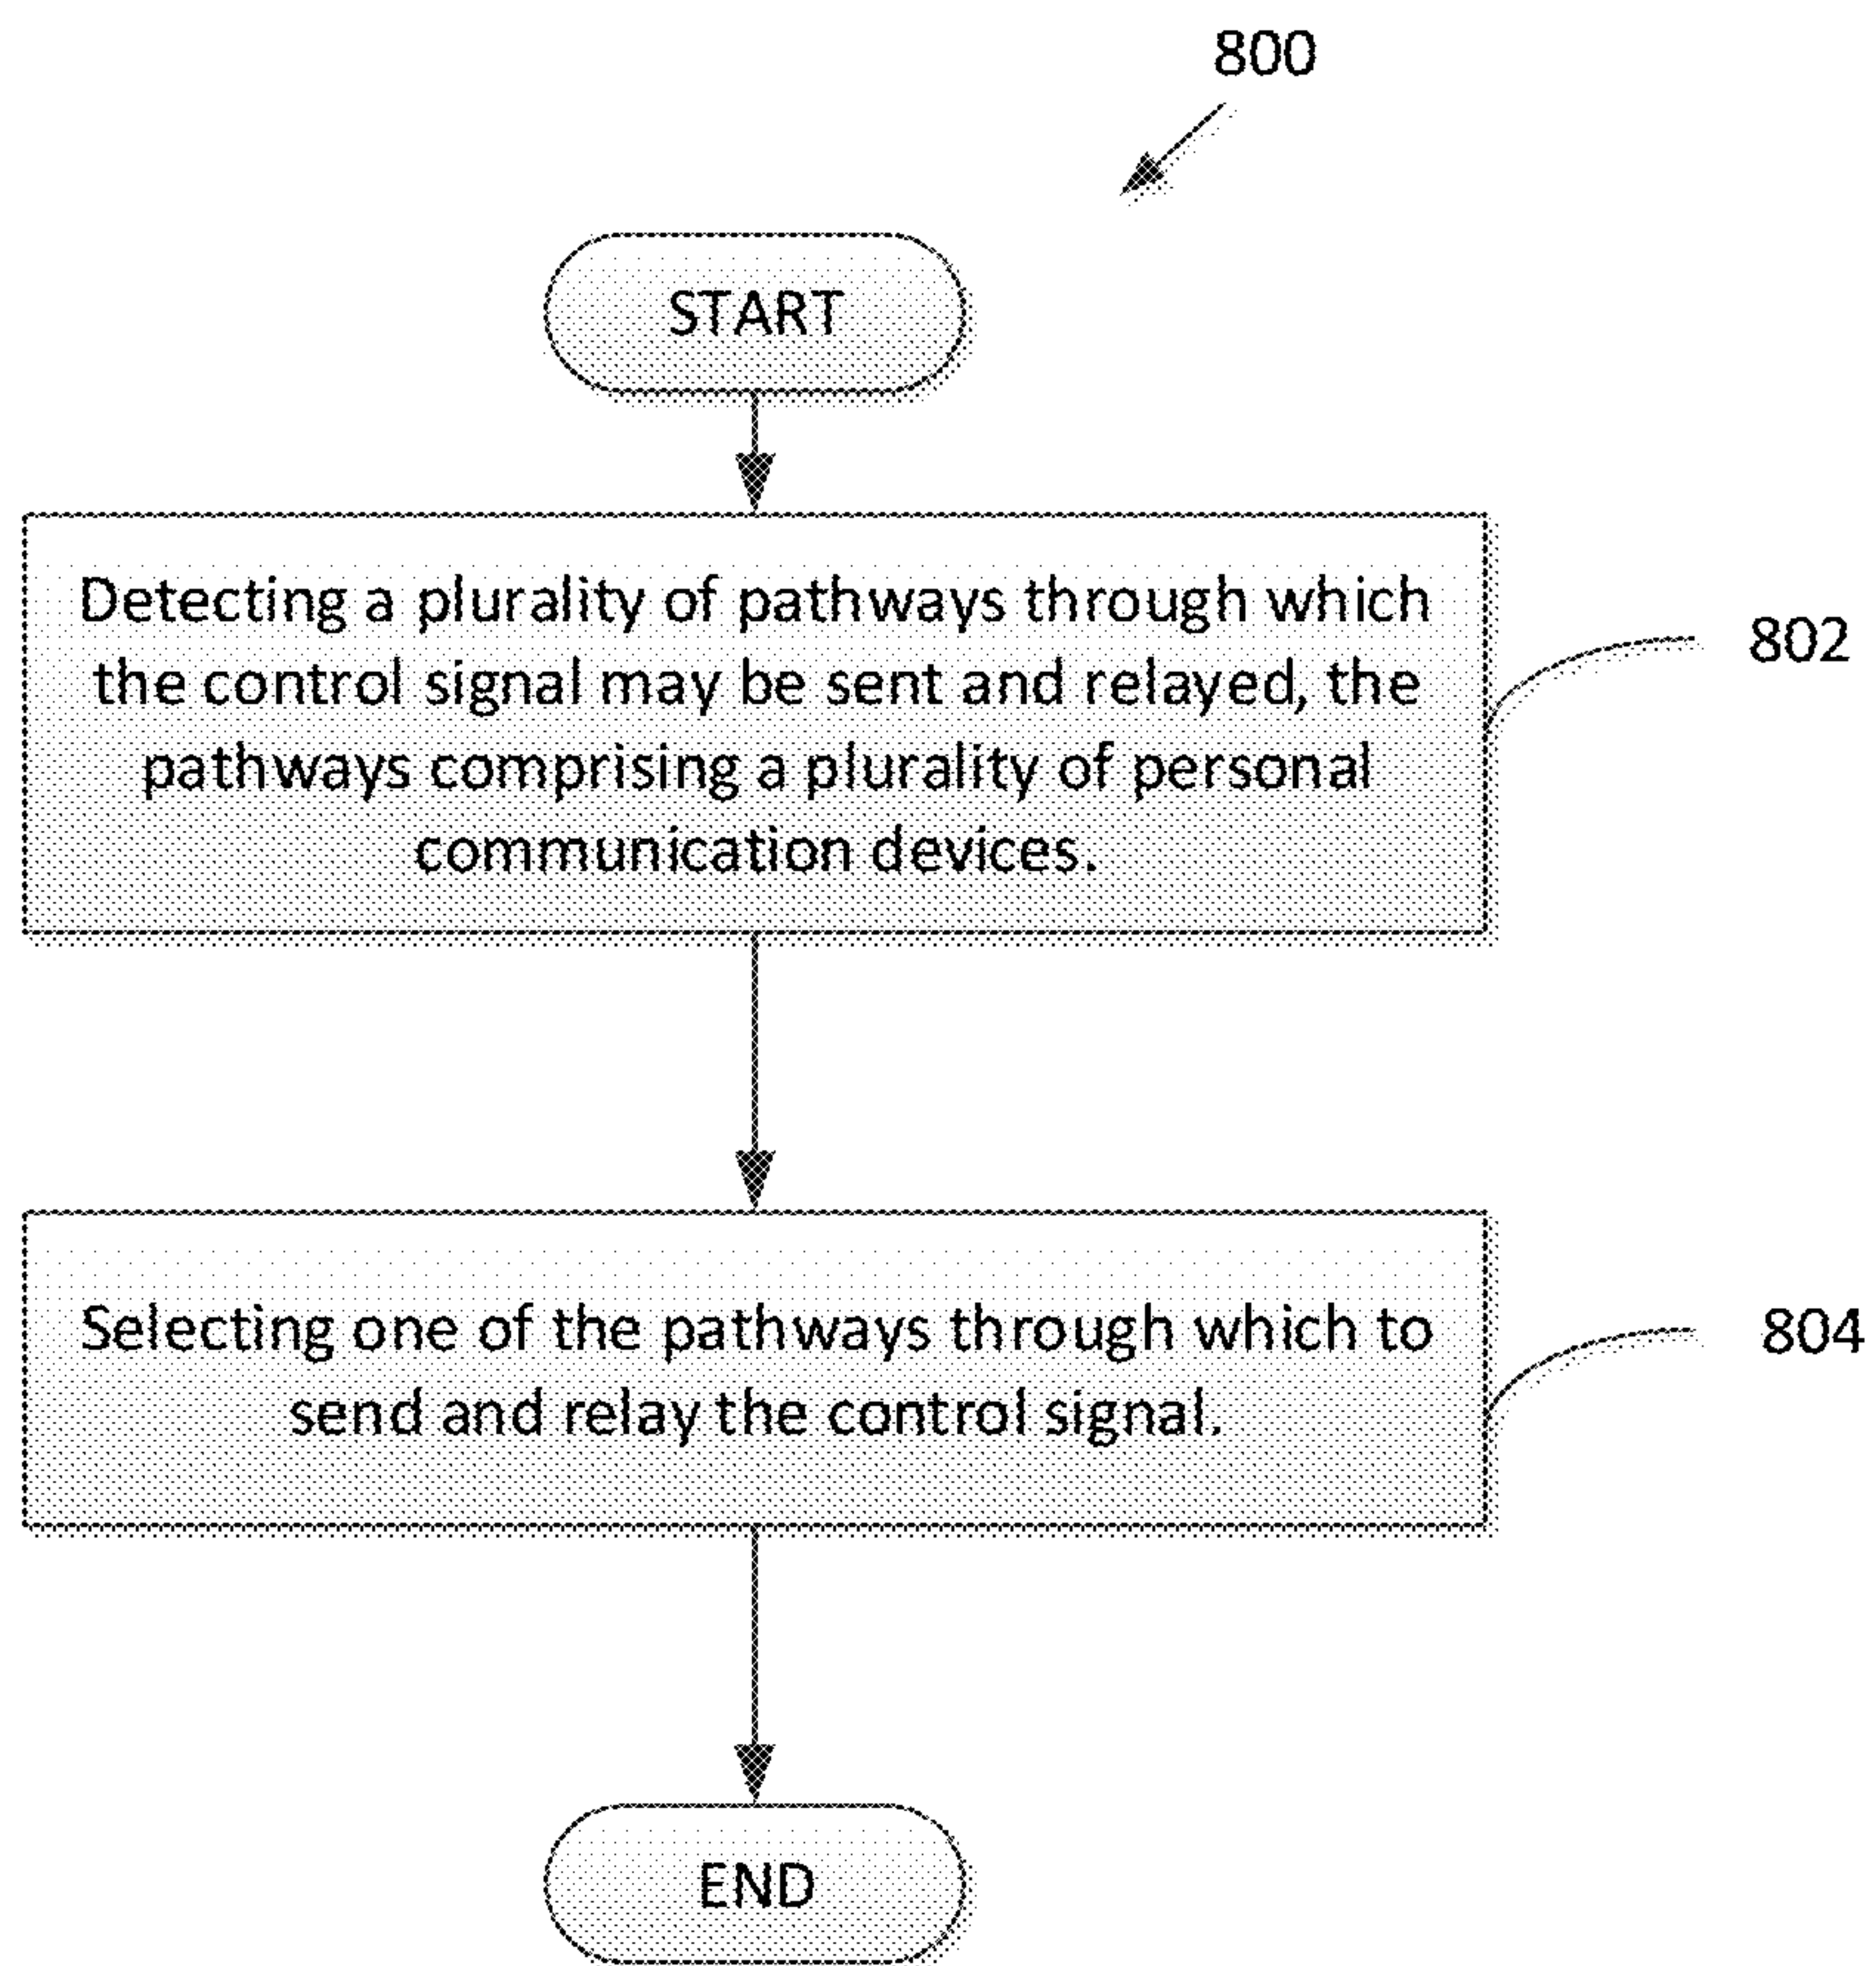 800
START
Detecting a plurality of pathways through which
the control signal may be sent and relayed, the
pathways comprising a plurality of personal
communication devices.
802
Selecting one of the pathways through which to
send and relay the control signal.
804
END